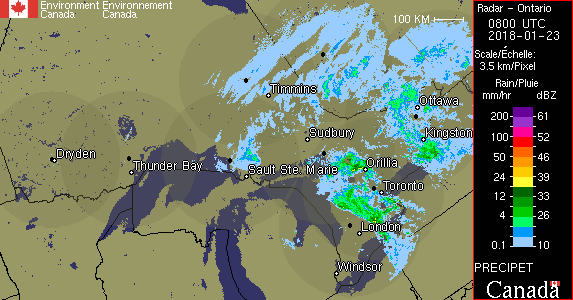 Environment Environnement
Canada Canada
100 KM
Timmins
Ottawa
Kingston
Sudbury
Dryden
Thunder Bay
Sault Ste. Marie
Orillia
Toronto
London
Windsor
Radar - Ontario
0800 UTC
2018-01-23
Scale/Échelle:
3.5 km/Pixel
Rain/Pluie
mm/hr dBZ
200 61
100 52
50 46
24 39
12 33
4 26
0.1 10
PRECIPET
Canada